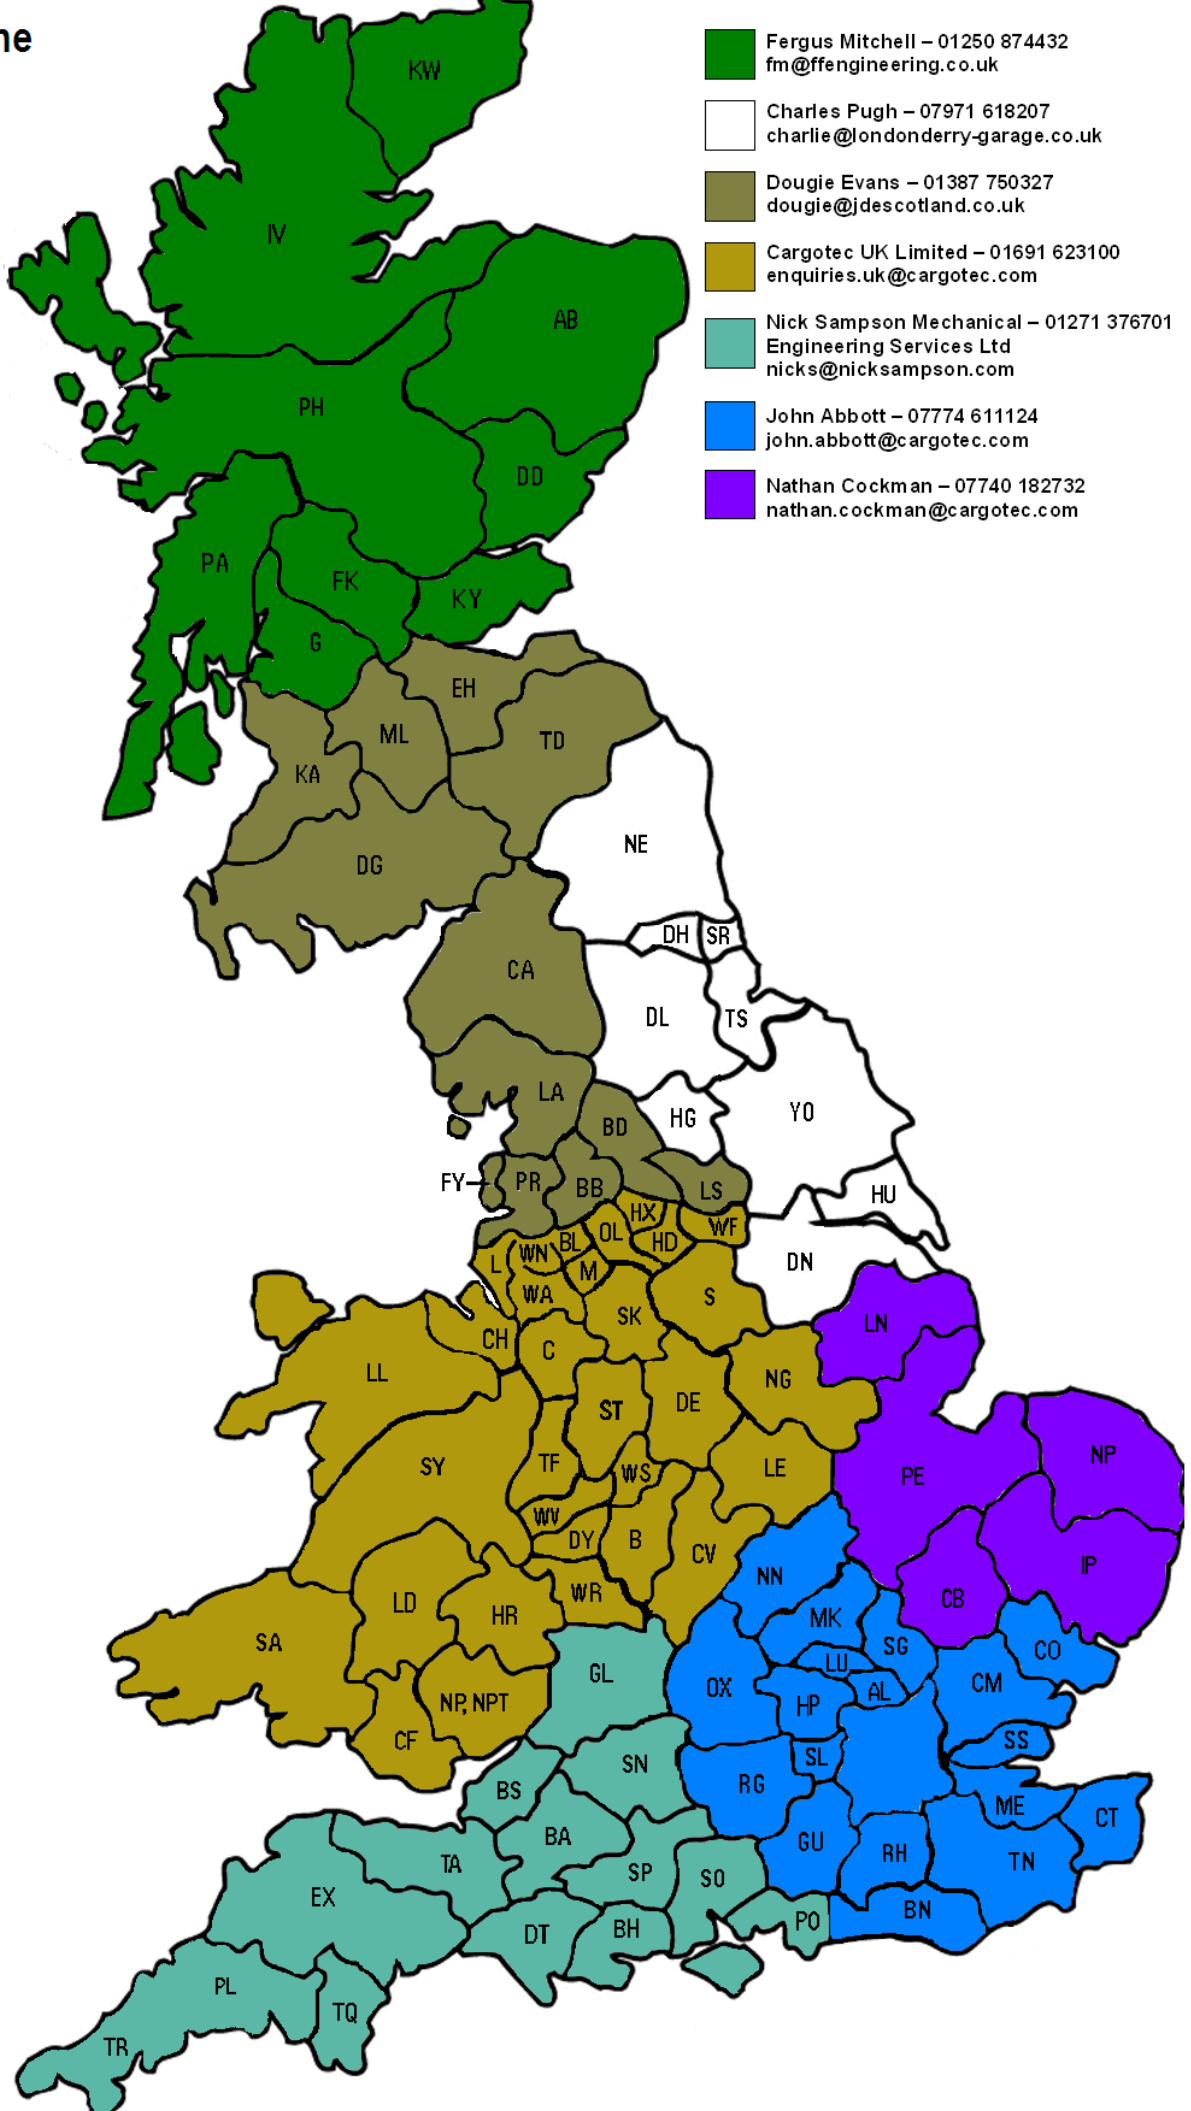 ne
Fergus Mitchell – 01250 874432
fm@ffengineering.co.uk
Charles Pugh – 07971 618207
charlie@londonderry-garage.co.uk
Dougie Evans – 01387 750327
dougie@jdescotland.co.uk
Cargotec UK Limited – 01691 623100
enquiries.uk@cargotec.com
Nick Sampson Mechanical – 01271 376701
Engineering Services Ltd
nicks@nicksampson.com
John Abbott – 07774 611124
john.abbott@cargotec.com
Nathan Cockman – 07740 182732
nathan.cockman@cargotec.com
KW
IV
AB
PH
DD
PA
FK
KY
G
EH
ML
TD
KA
NE
DG
DH
SR
CA
DL
TS
LA
HG
YO
BD
FY
PR
BB
LS
HU
HX
WF
OL
HD
BL
WN
L
M
DN
WA
S
SK
LN
CH
C
LL
NG
DE
ST
NP
SY
TF
WS
LE
PE
WV
DY
B
CV
IP
NN
WR
CB
LD
HR
MK
SG
CO
SA
LU
GL
OX
AL
CM
NP, NPT
HP
CF
SS
SL
SN
RG
BS
ME
CT
BA
GU
RH
TN
TA
SP
SO
EX
BN
PO
DT
BH
PL
TQ
TR